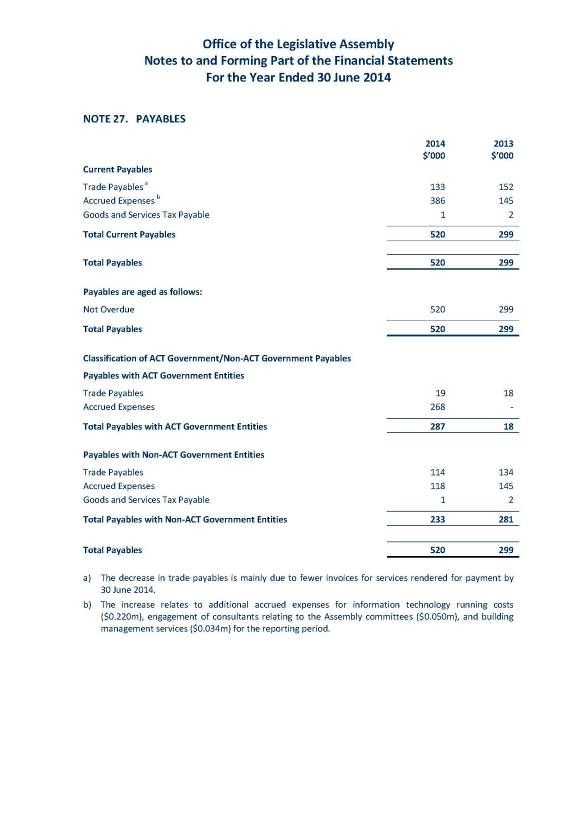 Office of the Legislative Assembly
Notes to and Forming Part of the Financial Statements
For the Year Ended 30 June 2014
NOTE 27. PAYABLES
2014 2013
$’000 $’000
Current Payables
Trade Payables a 133 152
Accrued Expenses b 386 145
Goods and Services Tax Payable 1 2
Total Current Payables 520 299
Total Payables 520 299
Payables are aged as follows:
Not Overdue 520 299
Total Payables 520 299
Classification of ACT Government/Non-ACT Government Payables
Payables with ACT Government Entities
Trade Payables 19 18
Accrued Expenses 268 -
Total Payables with ACT Government Entities 287 18
Payables with Non-ACT Government Entities
Trade Payables 114 134
Accrued Expenses 118 145
Goods and Services Tax Payable 1 2
Total Payables with Non-ACT Government Entities 233 281
Total Payables 520 299
a) The decrease in trade payables is mainly due to fewer invoices for services rendered for payment by
30 June 2014.
b) The increase relates to additional accrued expenses for information technology running costs
($0.220m), engagement of consultants relating to the Assembly committees ($0.050m), and building
management services ($0.034m) for the reporting period.